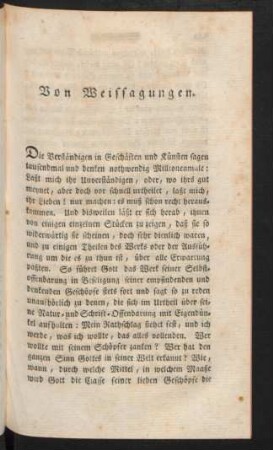 Von Weissagungen.
Die Verständigen in Geschäften und Künsten sagen
tausendmal und denken nothwendig Millionenmale:
Laßt mich ihr Unverständigen, oder, wo ihrs gut
meynet, aber doch vor schnell urtheilet, laßt mich,
ihr Lieben! nur machen: es muß schon recht heraus-
kommen. Und bisweilen läßt er sich herab, ihnen
von einigen einzelnen Stücken zu zeigen, daß sie so
widerwärtig sie scheinen, doch sehr dienlich waren,
und zu einigen Theilen des Werks oder der Ausfüh-
rung um die es zu thun ist, über alle Erwartung
paßten. So führet Gott das Werk seiner Selbst-
offenbarung in Beseligung seiner empfindenden und
denkenden Geschöpfe stets fort und sagt so zu reden
unaufhörlich zu denen, die sich im Urtheil über sei-
ne Natur- und Schrift-Offenbarung mit Eigendün-
kel aufhalten: Mein Rathschlag stehet fest, und ich
werde, was ich wollte, das alles vollenden. Wer
wollte mit seinem Schöpfer zanken? Wer hat den
ganzen Sinn Gottes in seiner Welt erkannt? Wie,
wann, durch welche Mittel, in welchem Maaße
wird Gott die Classe seiner lieben Geschöpfe die